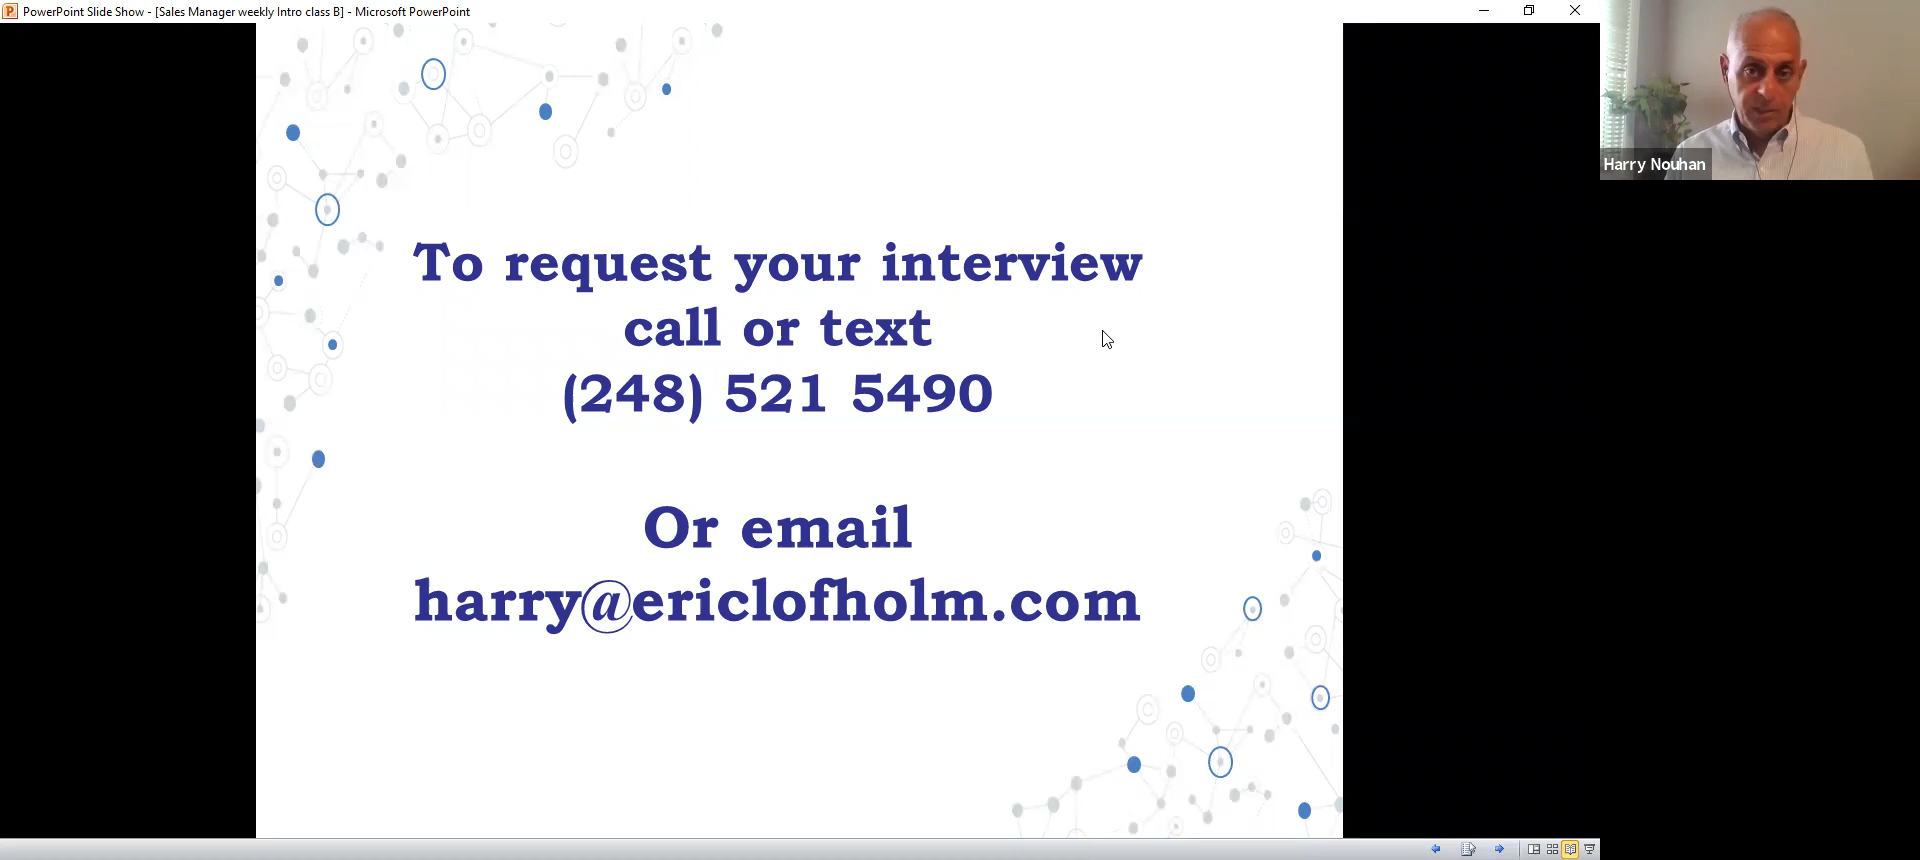 PowerPoint Slide Show - [Sales Manager weekly Intro class B] - Microsoft PowerPoint
Harry Nouhan
To request your interview
call or text
(248) 521 5490
Or email
harry@ericlofholm.com